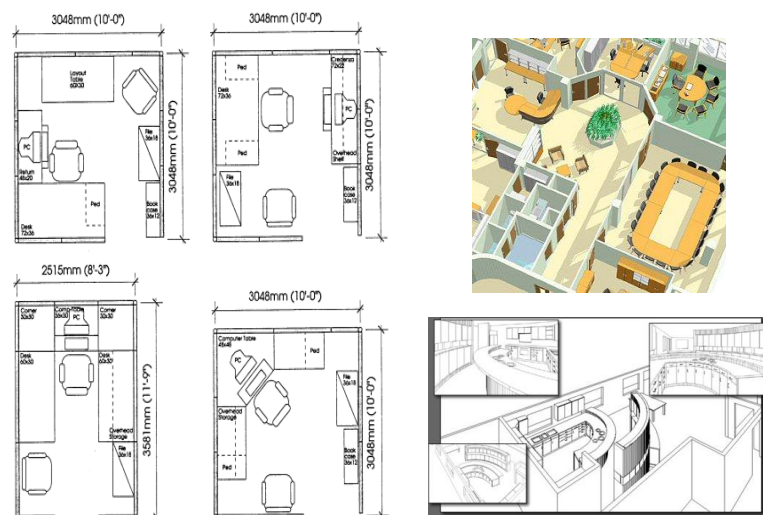 3048mm (10'-0")
3048mm (10'-0")
Layout
Table
60X30
PC
File
36x18
Return
48x20
Ped
Desk
72x36
Book
case
36x12
3048mm (10'-0")
3048mm (10'-0")
Ped
Credenza
72x22
Desk
72x36
PC
Ped
Overhead
Shelf
File
36x18
Book
case
36x12
3048mm (10'-0")
2515mm (8'-3")
Corner
30x30
PC
Corner
30x30
Desk
60x30
Desk
60x30
Overhead
Storage
File
36x18
3581mm (11'-9")
3048mm (10'-0")
Computer Table
48x48
PC
Ped
File
36x18
Overhead
Storage
Ped
Book
case
36x12
3048mm (10'-0")